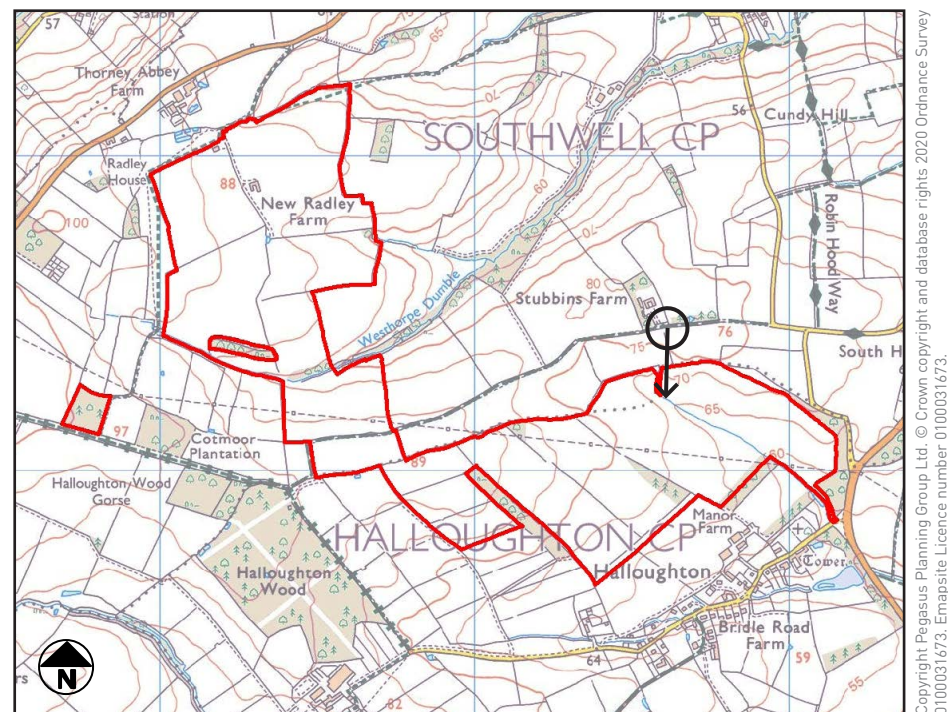 57
Station
65
Thorney Abbey
Farm
70
SOUTHWELL CP
56
Cundy Hill
Radley
House
88
60
New Radley
Farm
100
70
Robin Hood Way
Westhorpe Dumble
80
Stubbins Farm
75
76
South H
70
65
97
Cotmoor
Plantation
89
60
Halloughton Wood
Gorse
Manor
Farm
HALLOUGHTON CP
Tower
Halloughton
Wood
Halloughton
Bridle Road
Farm
64
59
55
rs
N
82
Copyright Pegasus Planning Group Ltd. © Crown copyright and database rights 2020 Ordnance Survey
0100031673. Emapsite Licence number 0100031673.